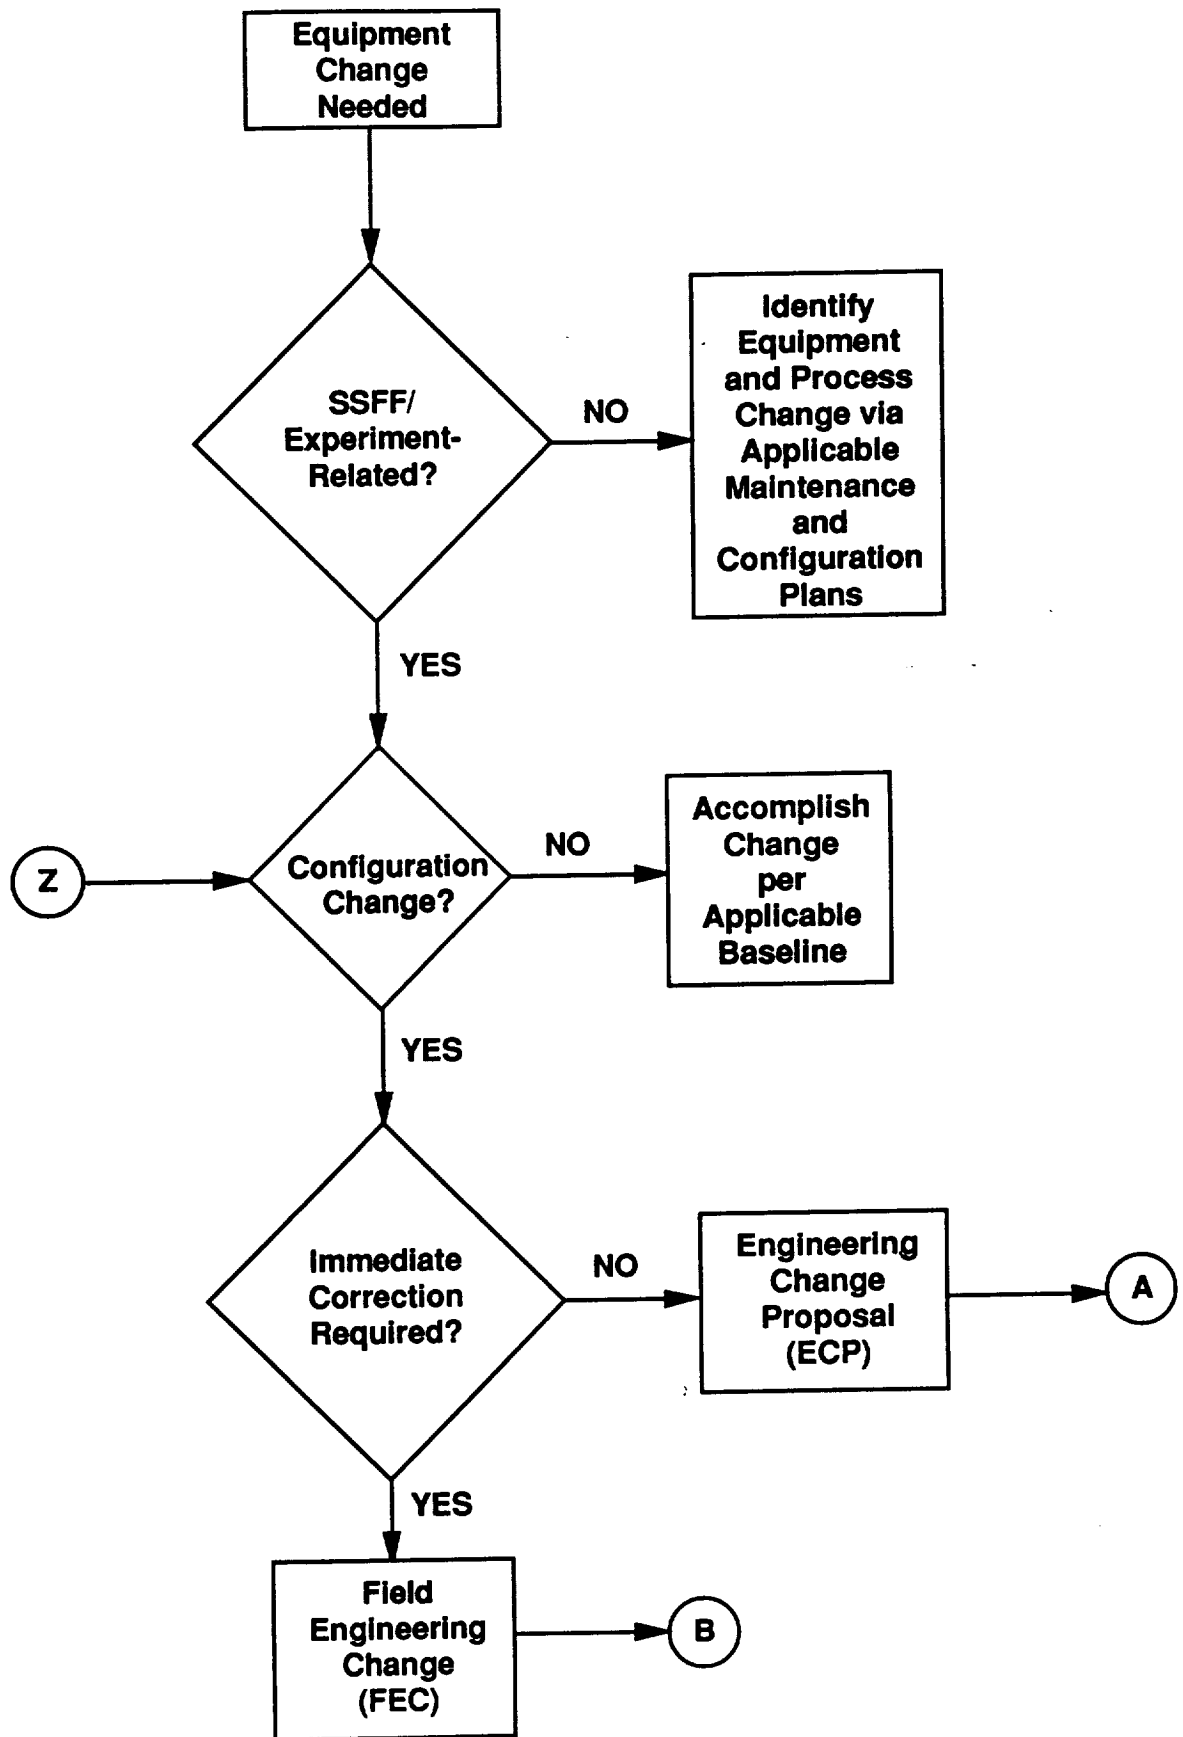 Equipment
Change
Needed
SSFF/
Experiment-
Related?
NO
Identify
Equipment
and Process
Change via
Applicable
Maintenance
and
Configuration
Plans
YES
Z
Configuration
Change?
NO
Accomplish
Change
per
Applicable
Baseline
YES
Immediate
Correction
Required?
NO
Engineering
Change
Proposal
(ECP)
A
YES
Field
Engineering
Change
(FEC)
B